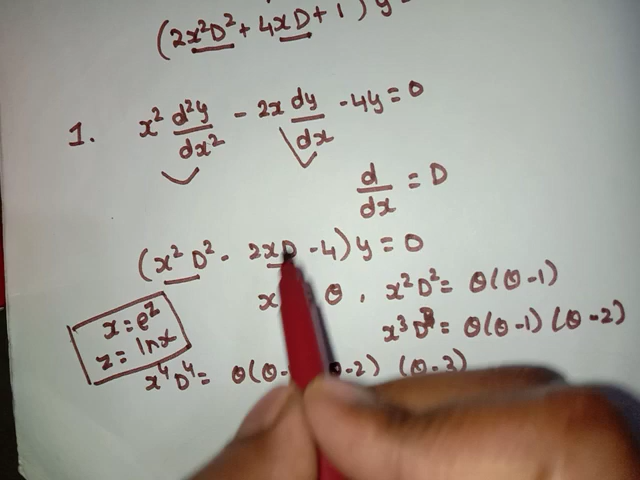 (2x²D² + 4xD + 1) y
1. x² d²y/dx² - 2x dy/dx - 4y = 0
d/dx = D
(x²D² - 2xD - 4) y = 0
x θ, x²D² = θ(θ-1)
x = e^z
z = lnx
x³D³ = θ(θ-1)(θ-2)
x⁴D⁴ = θ(θ- -2) (θ-3)